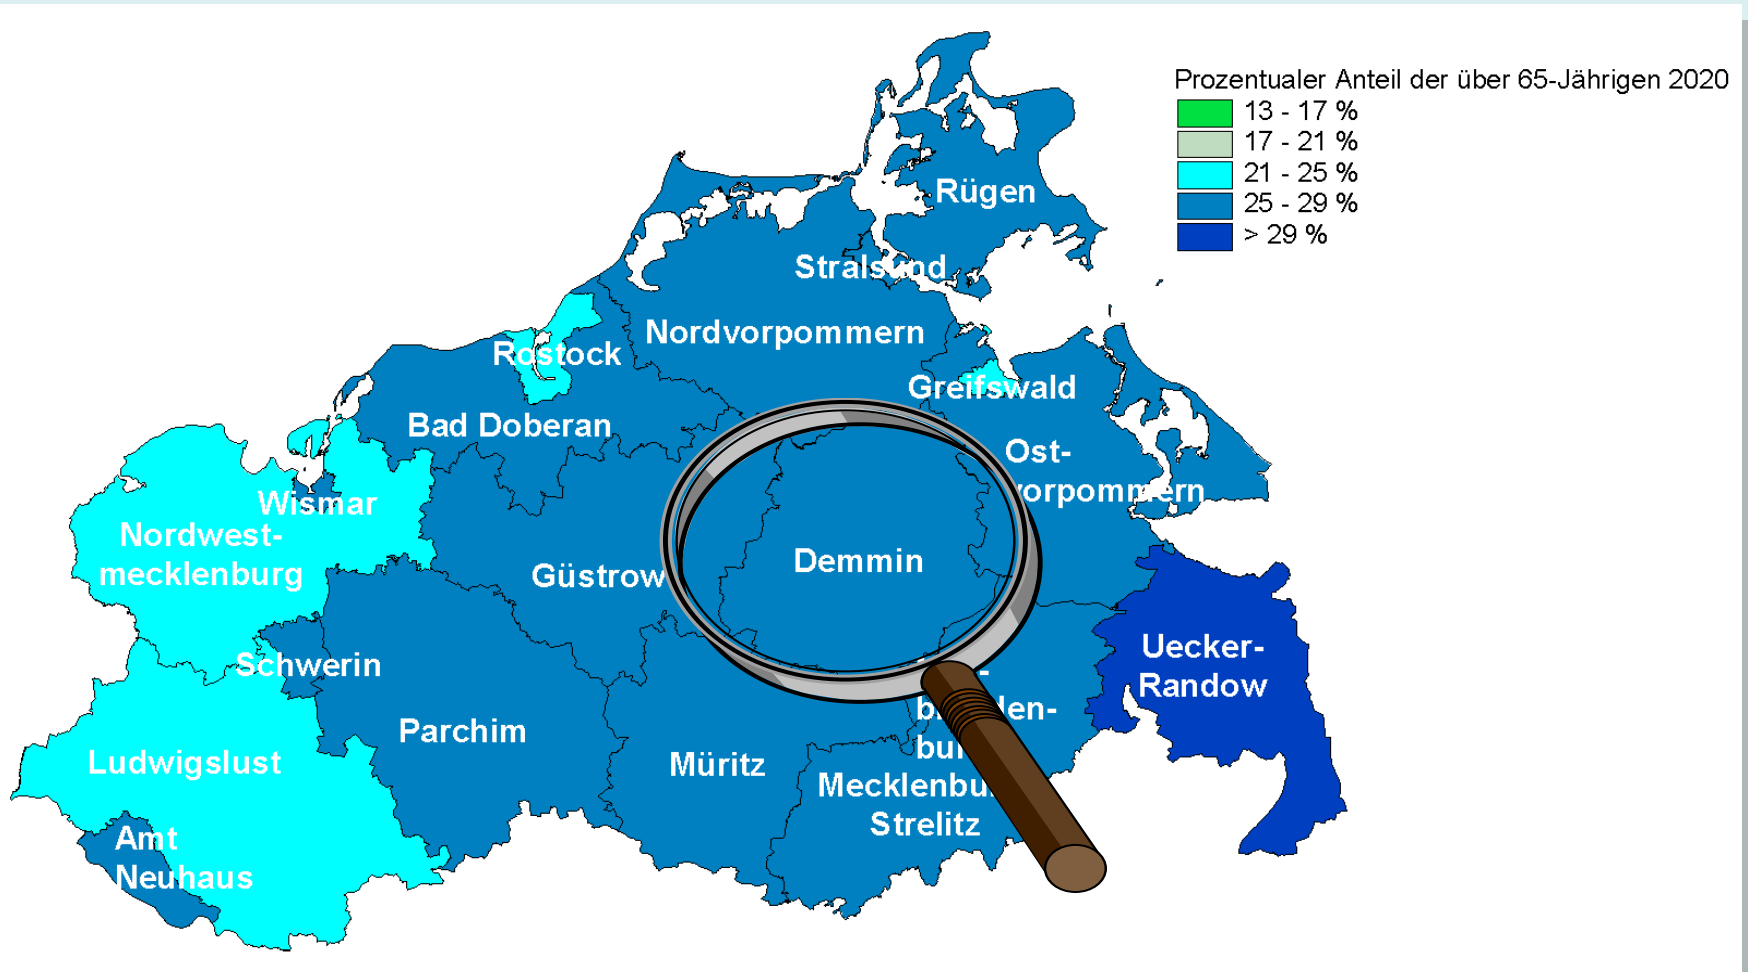 Prozentualer Anteil der über 65-Jährigen 2020
13 - 17 %
17 - 21 %
21 - 25 %
25 - 29 %
> 29 %
Rügen
Stralsund
Nordvorpommern
Rostock
Greifswald
Bad Doberan
Ost-
vorpommern
Wismar
Nordwest-
mecklenburg
Güstrow
Demmin
Uecker-
Randow
Schwerin
Parchim
Ludwigslust
Müritz
Strelitz
Amt
Neuhaus